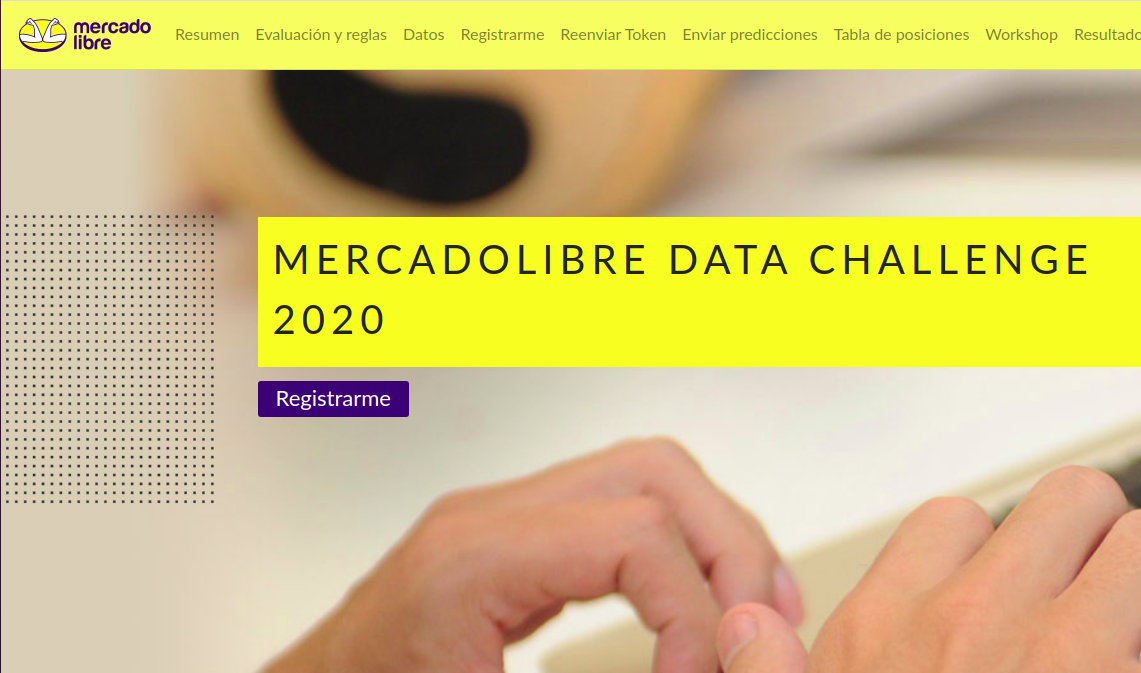 mercado
libre
Resumen Evaluación y reglas Datos Registrarme Reenviar Token Enviar predicciones Tabla de posiciones Workshop Resultado
MERCADOLIBRE DATA CHALLENGE
2020
Registrarme